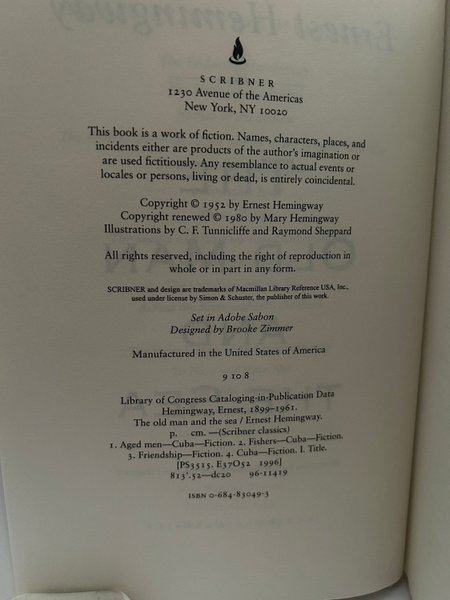 Ernest Hemingway
SCRIBNER
1230 Avenue of the Americas
New York, NY 10020
This book is a work of fiction. Names, characters, places, and
incidents either are products of the author's imagination or
are used fictitiously. Any resemblance to actual events or
locales or persons, living or dead, is entirely coincidental.
Copyright © 1952 by Ernest Hemingway
Copyright renewed © 1980 by Mary Hemingway
Illustrations by C. F. Tunnicliffe and Raymond Sheppard
All rights reserved, including the right of reproduction in
whole or in part in any form.
SCRIBNER and design are trademarks of Macmillan Library Reference USA, Inc.,
used under license by Simon & Schuster, the publisher of this work.
Set in Adobe Sabon
Designed by Brooke Zimmer
Manufactured in the United States of America
9 10 8
Library of Congress Cataloging-in-Publication Data
Hemingway, Ernest, 1899–1961.
The old man and the sea / Ernest Hemingway.
p. cm. —(Scribner classics)
1. Aged men—Cuba—Fiction. 2. Fishers—Cuba—Fiction.
3. Friendship—Fiction. 4. Cuba—Fiction. I. Title.
[PS3515. E37O52 1996]
813'.52—dc20 96-11419
ISBN 0-684-83049-3